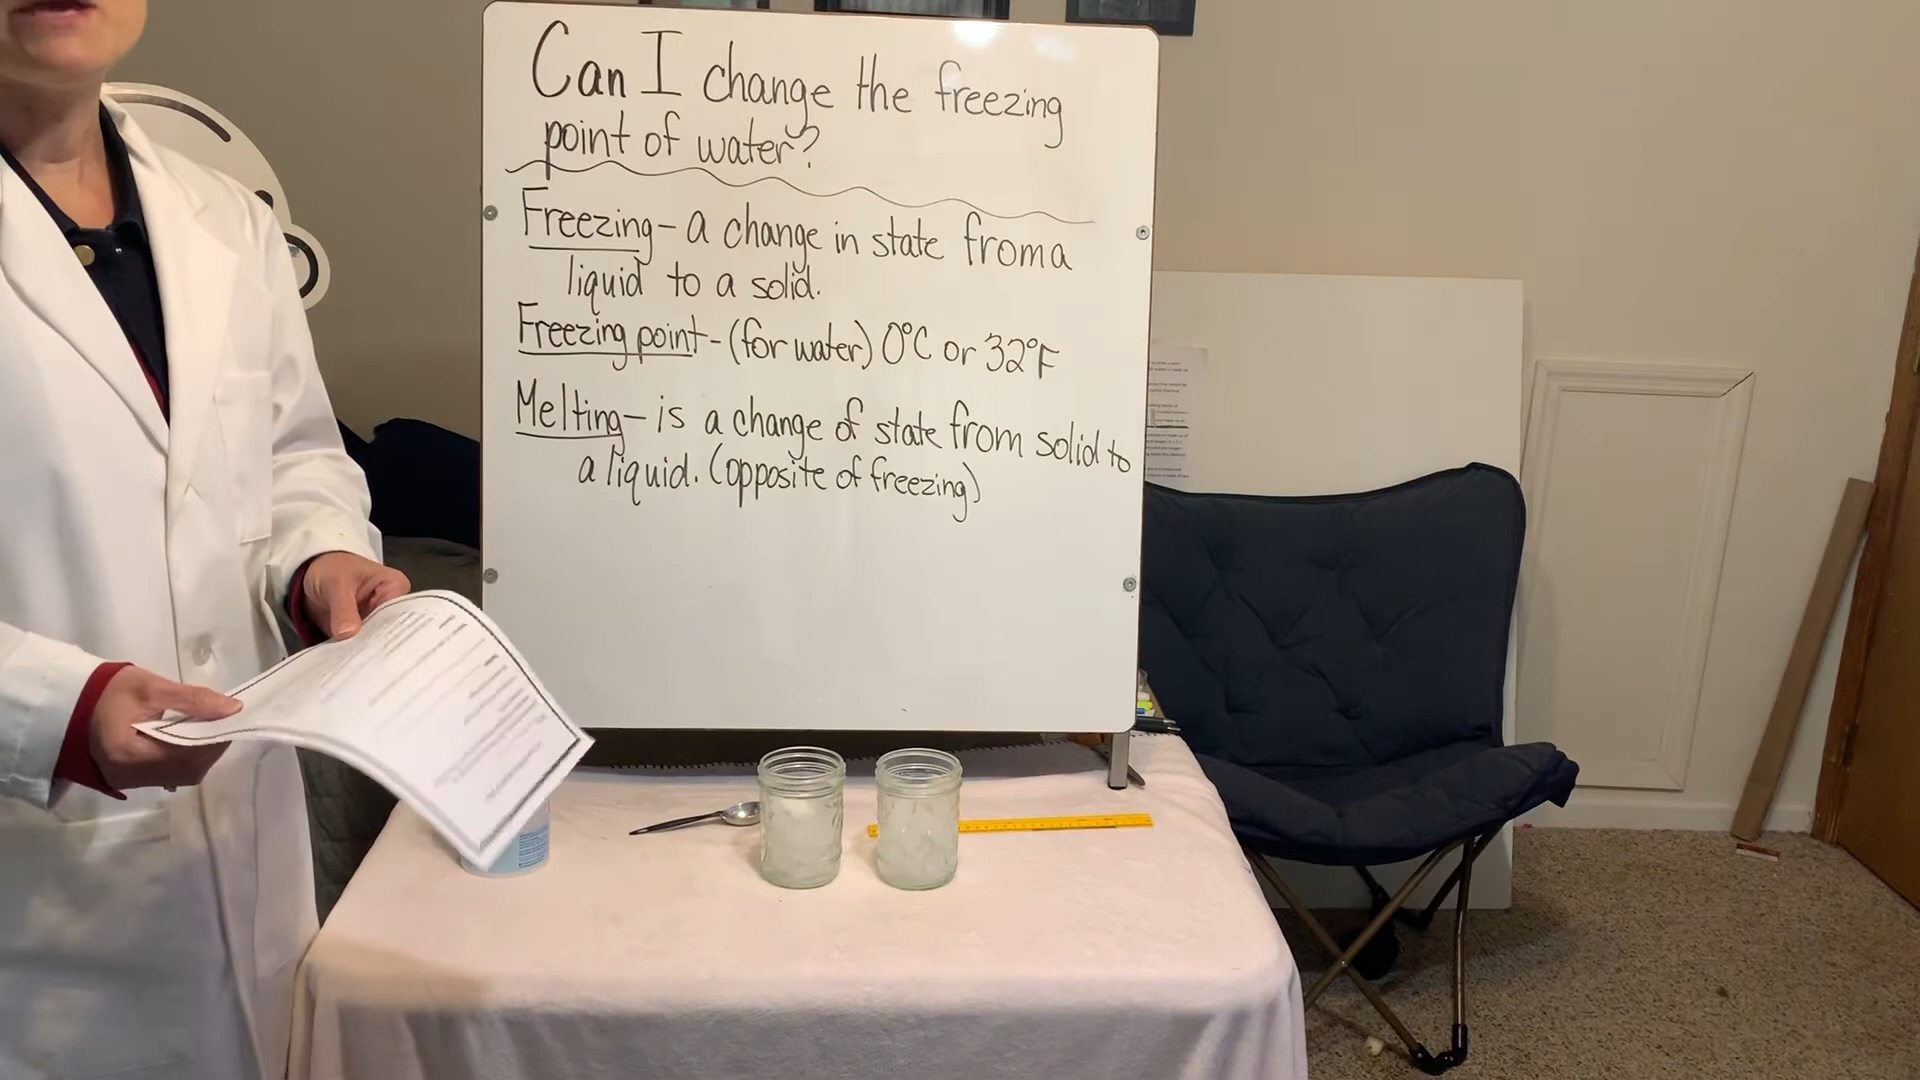 Can I change the freezing
point of water?
Freezing - a change in state from a
liquid to a solid.
Freezing point - (for water) 0°C or 32°F
Melting - is a change of state from solid to
a liquid. (opposite of freezing)